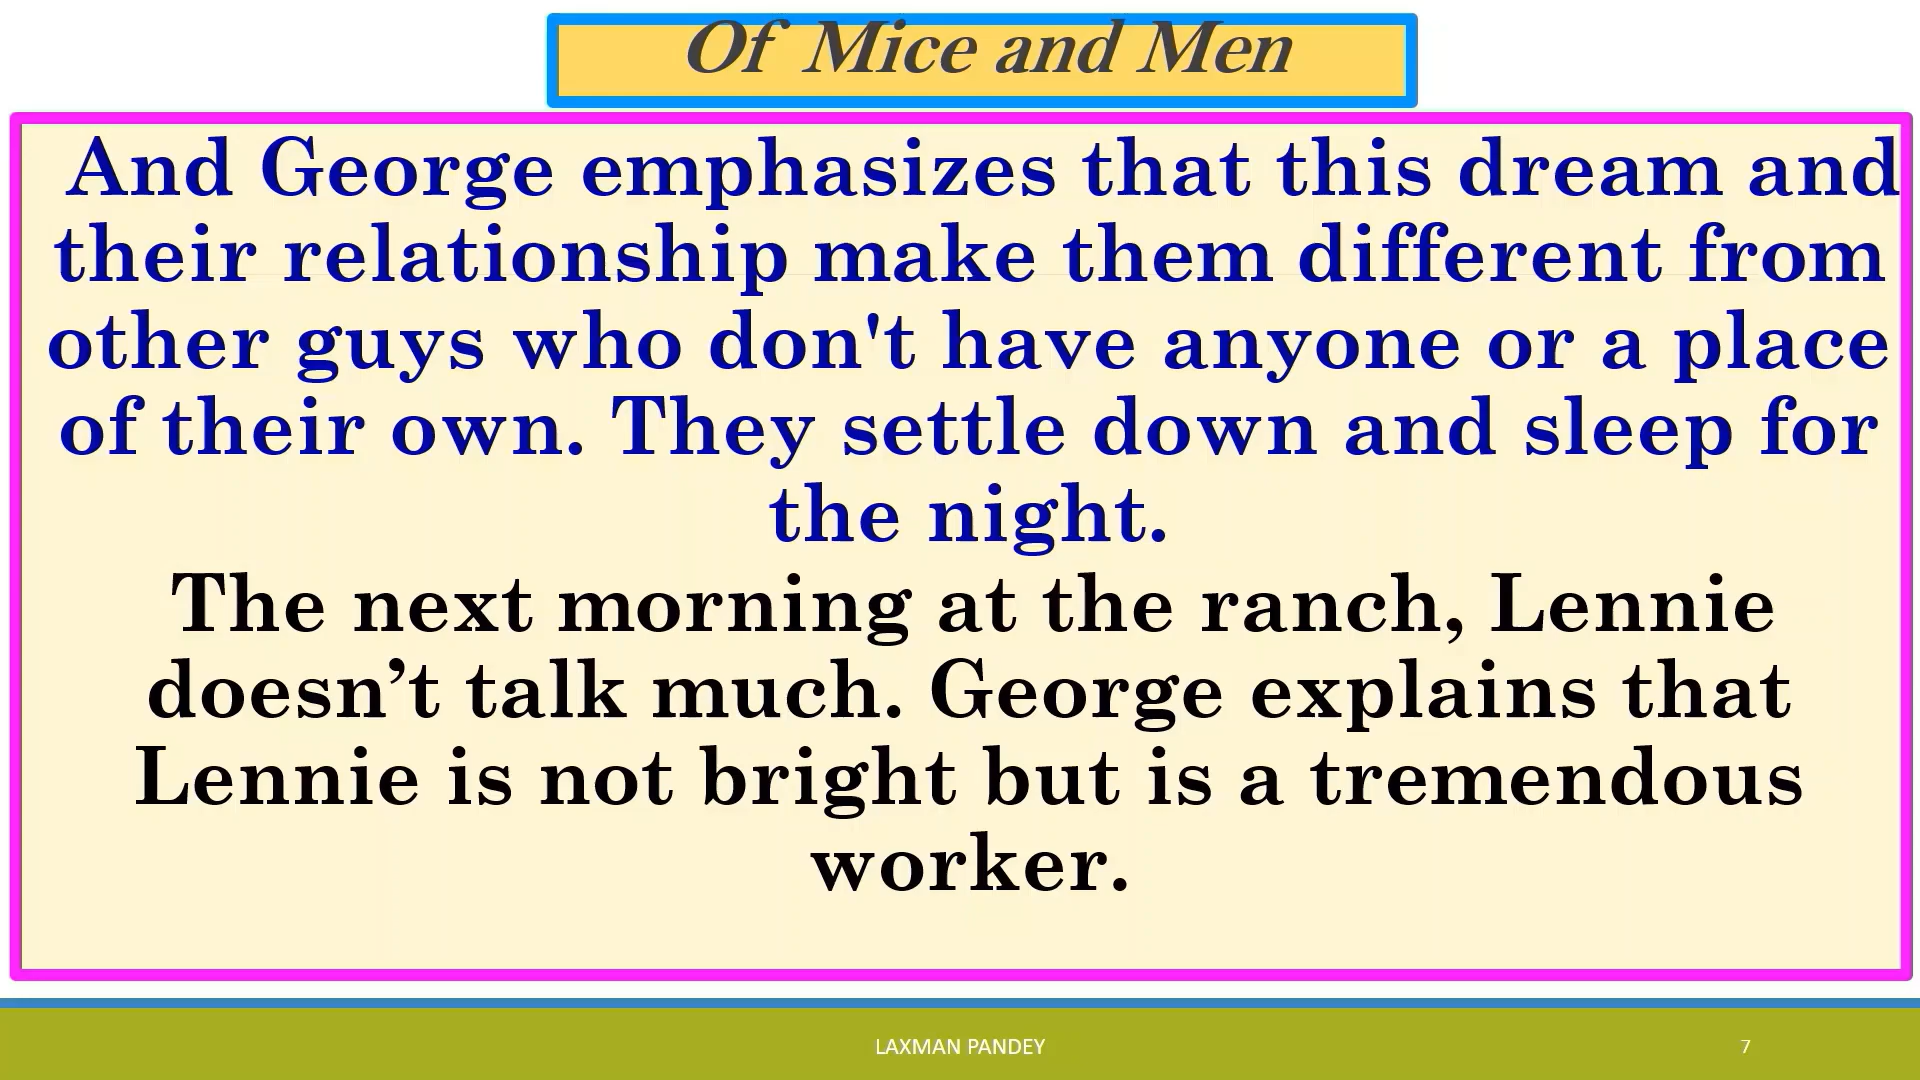 Of Mice and Men
And George emphasizes that this dream and
their relationship make them different from
other guys who don't have anyone or a place
of their own. They settle down and sleep for
the night.
The next morning at the ranch, Lennie
doesn’t talk much. George explains that
Lennie is not bright but is a tremendous
worker.
LAXMAN PANDEY
7